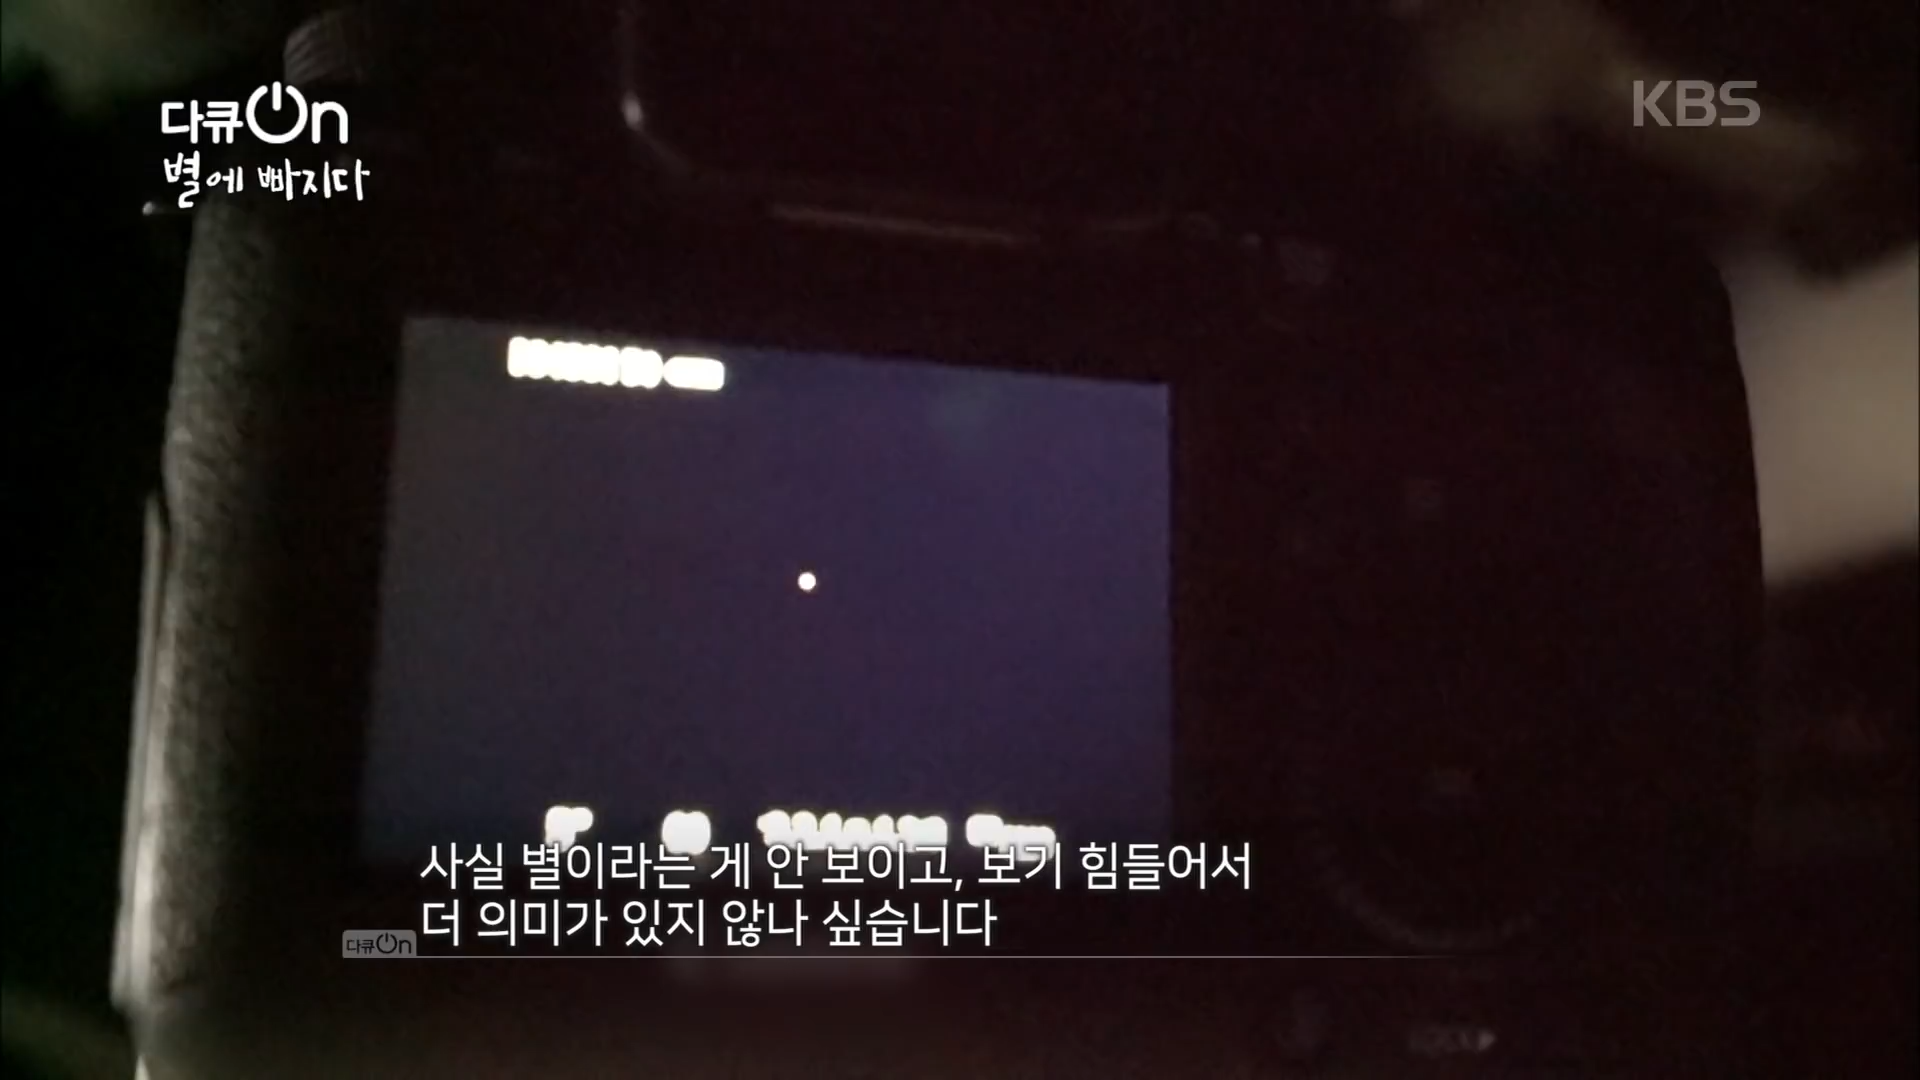 다큐On
별에 빠지다
KBS
사실 별이라는 게 안 보이고, 보기 힘들어서
더 의미가 있지 않나 싶습니다
다큐On